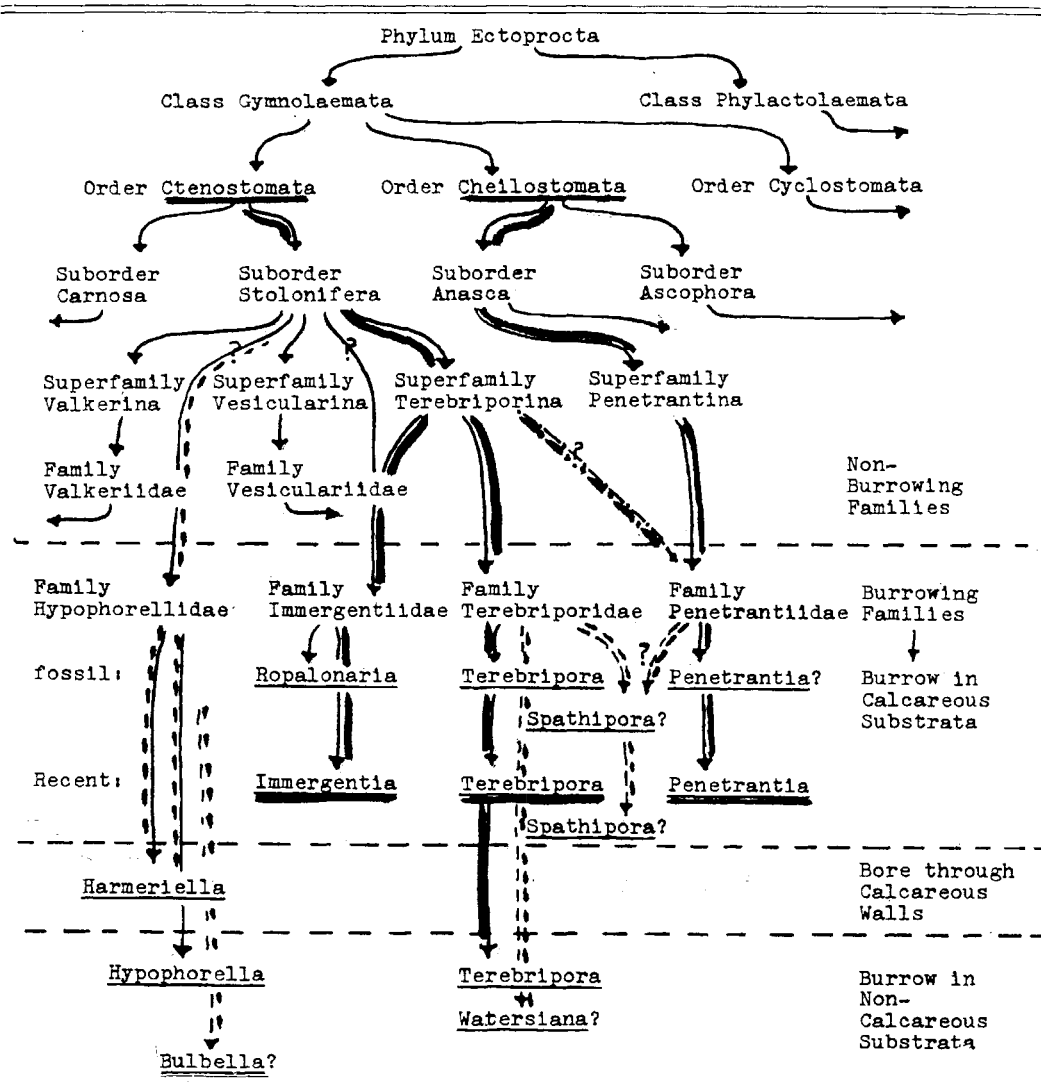 Phylum Ectoprocta
Class Gymnolaemata
Class Phylactolaemata
Order Ctenostomata
Order Cheilostomata
Order Cyclostomata
Suborder
Carnosa
Suborder
Stolonifera
Suborder
Anasca
Suborder
Ascophora
?
?
Superfamily
Valkerina
Superfamily
Vesicularina
Superfamily
Terebriporina
Superfamily
Penetrantina
?
Family
Valkeriidae
Family
Vesiculariidae
Non-
Burrowing
Families
Family
Hypophorellidae
Family
Immergentiidae
Family
Terebriporidae
Family
Penetrantiidae
Burrowing
Families
?
fossil:
Ropalonaria
Terebripora
Penetrantia?
Burrow in
Calcareous
Substrata
Spathipora?
Recent:
Immergentia
Terebripora
Penetrantia
Spathipora?
Harmeriella
Bore through
Calcareous
Walls
Hypophorella
Terebripora
Watersiana?
Burrow in
Non-
Calcareous
Substrata
Bulbella?